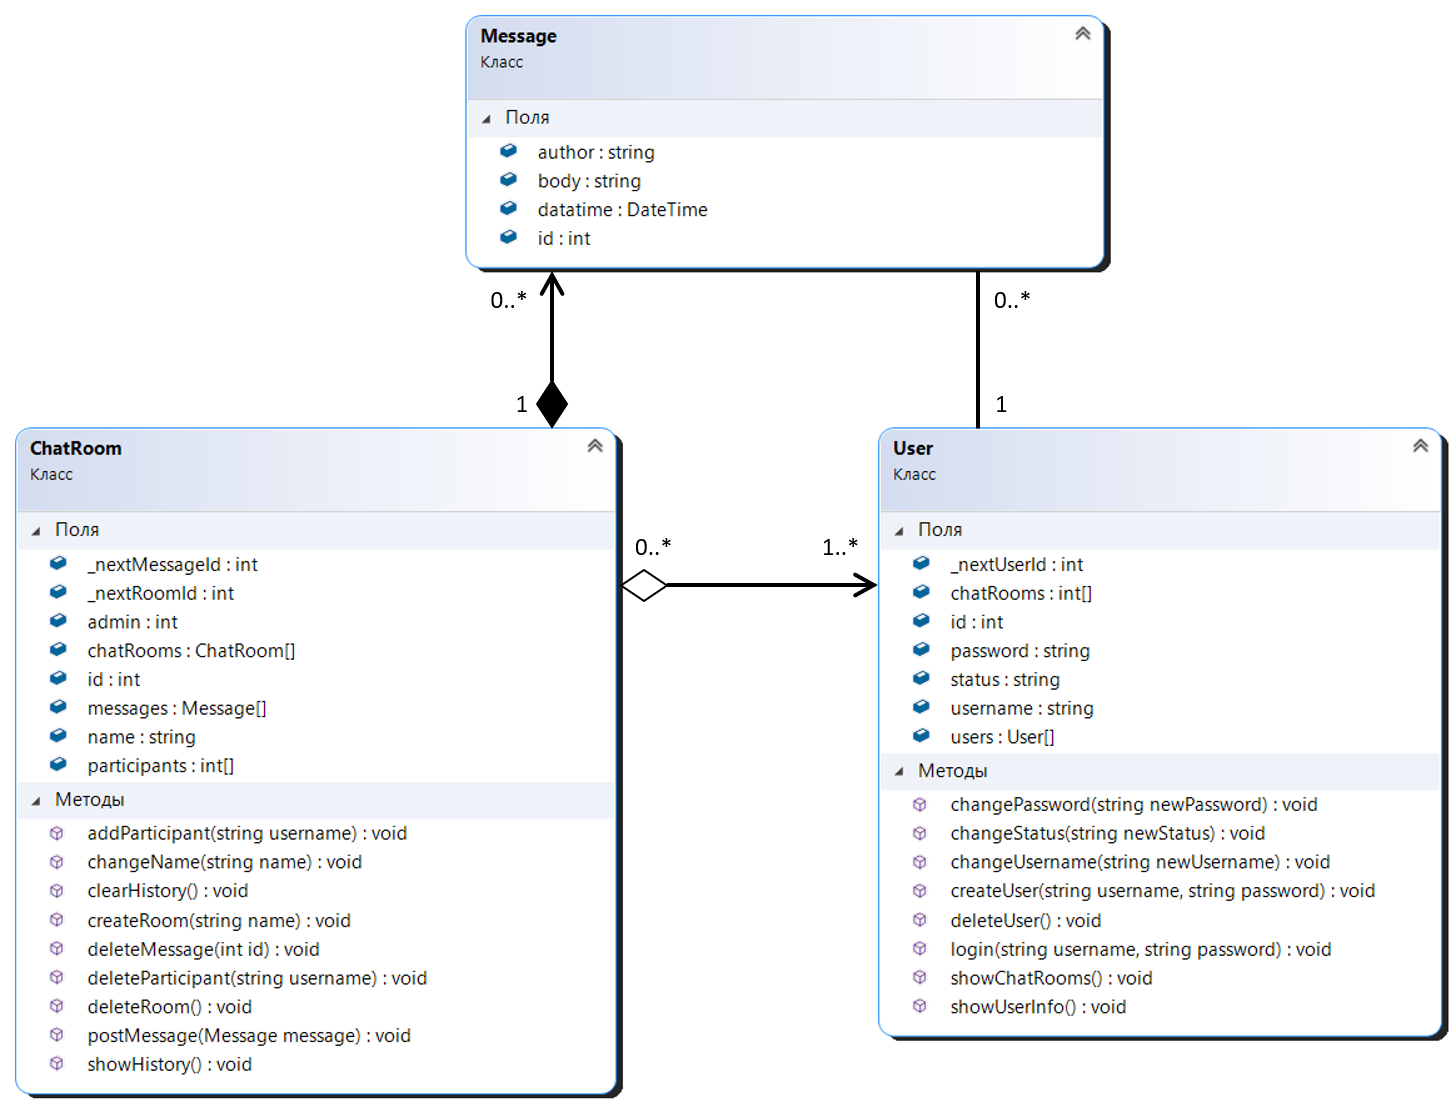 Message
Класс
Поля
author : string
body : string
datatime : DateTime
id : int
0..*
0..*
1
1
ChatRoom
Класс
Поля
_nextMessageId : int
_nextRoomId : int
admin : int
chatRooms : ChatRoom[]
id : int
messages : Message[]
name : string
participants : int[]
Методы
addParticipant(string username) : void
changeName(string name) : void
clearHistory() : void
createRoom(string name) : void
deleteMessage(int id) : void
deleteParticipant(string username) : void
deleteRoom() : void
postMessage(Message message) : void
showHistory() : void
0..*
1..*
User
Класс
Поля
_nextUserId : int
chatRooms : int[]
id : int
password : string
status : string
username : string
users : User[]
Методы
changePassword(string newPassword) : void
changeStatus(string newStatus) : void
changeUsername(string newUsername) : void
createUser(string username, string password) : void
deleteUser() : void
login(string username, string password) : void
showChatRooms() : void
showUserInfo() : void